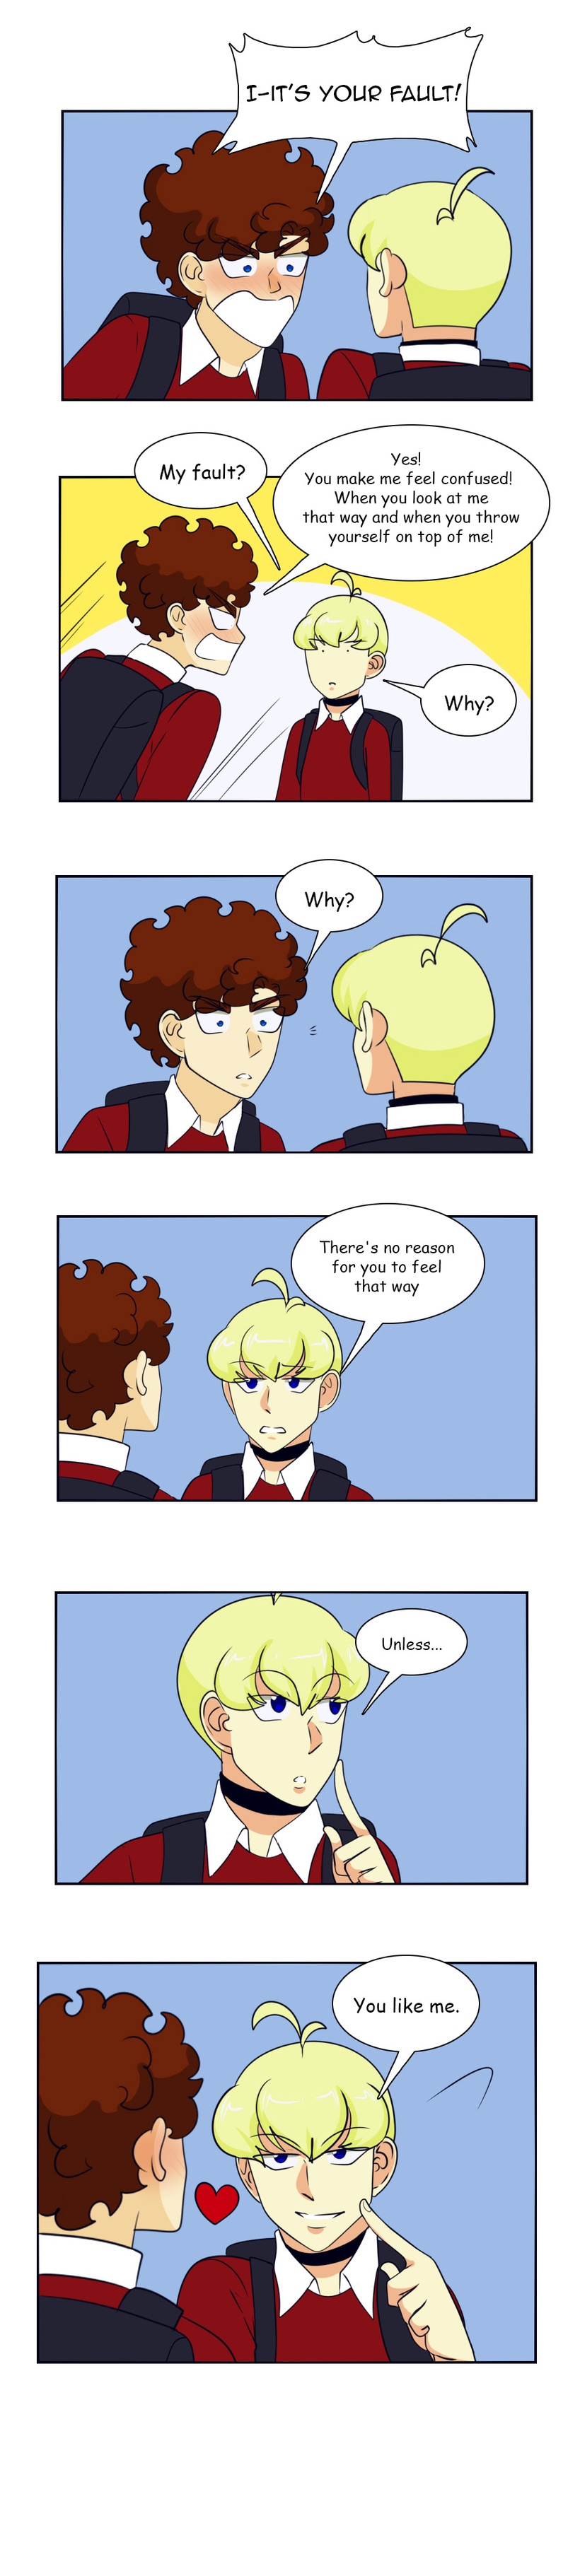 I-IT'S YOUR FAULT!
My fault?
Yes!
You make me feel confused!
When you look at me
that way and when you throw
yourself on top of me!
Why?
Why?
There's no reason
for you to feel
that way
Unless...
You like me.